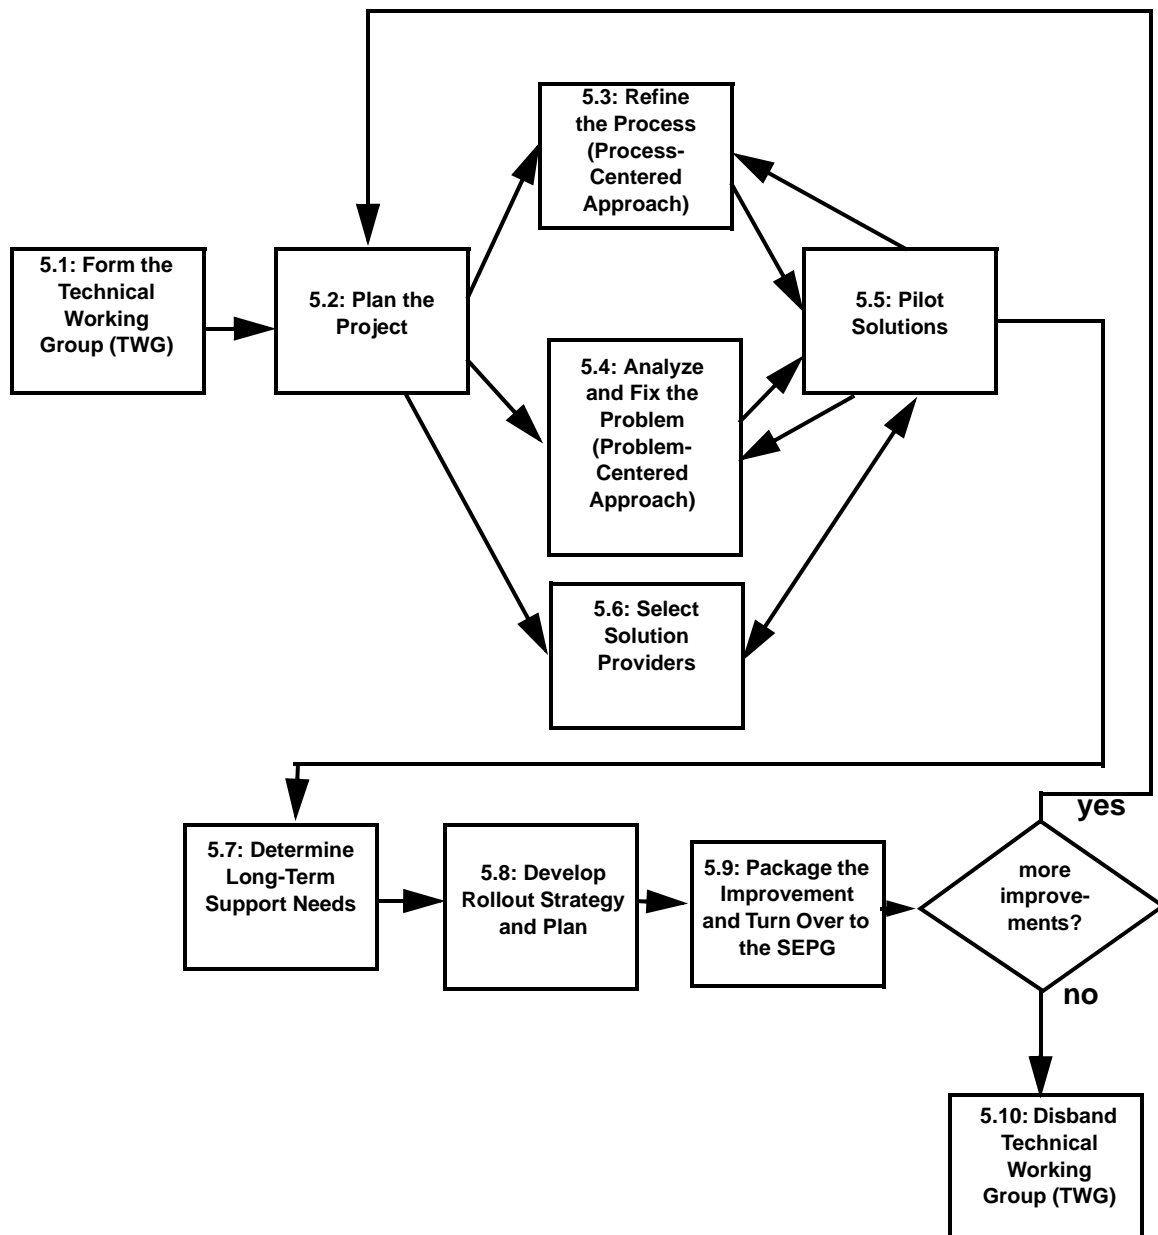 5.3: Refine
the Process
(Process-
Centered
Approach)
5.1: Form the
Technical
Working
Group (TWG)
5.2: Plan the
Project
5.5: Pilot
Solutions
5.4: Analyze
and Fix the
Problem
(Problem-
Centered
Approach)
5.6: Select
Solution
Providers
yes
5.7: Determine
Long-Term
Support Needs
5.8: Develop
Rollout Strategy
and Plan
5.9: Package the
Improvement
and Turn Over to
the SEPG
more
improve-
ments?
no
5.10: Disband
Technical
Working
Group (TWG)